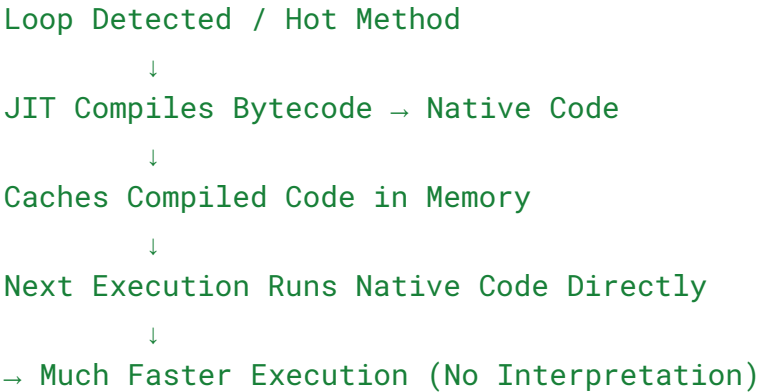 Loop Detected / Hot Method
↓
JIT Compiles Bytecode → Native Code
↓
Caches Compiled Code in Memory
↓
Next Execution Runs Native Code Directly
↓
→ Much Faster Execution (No Interpretation)